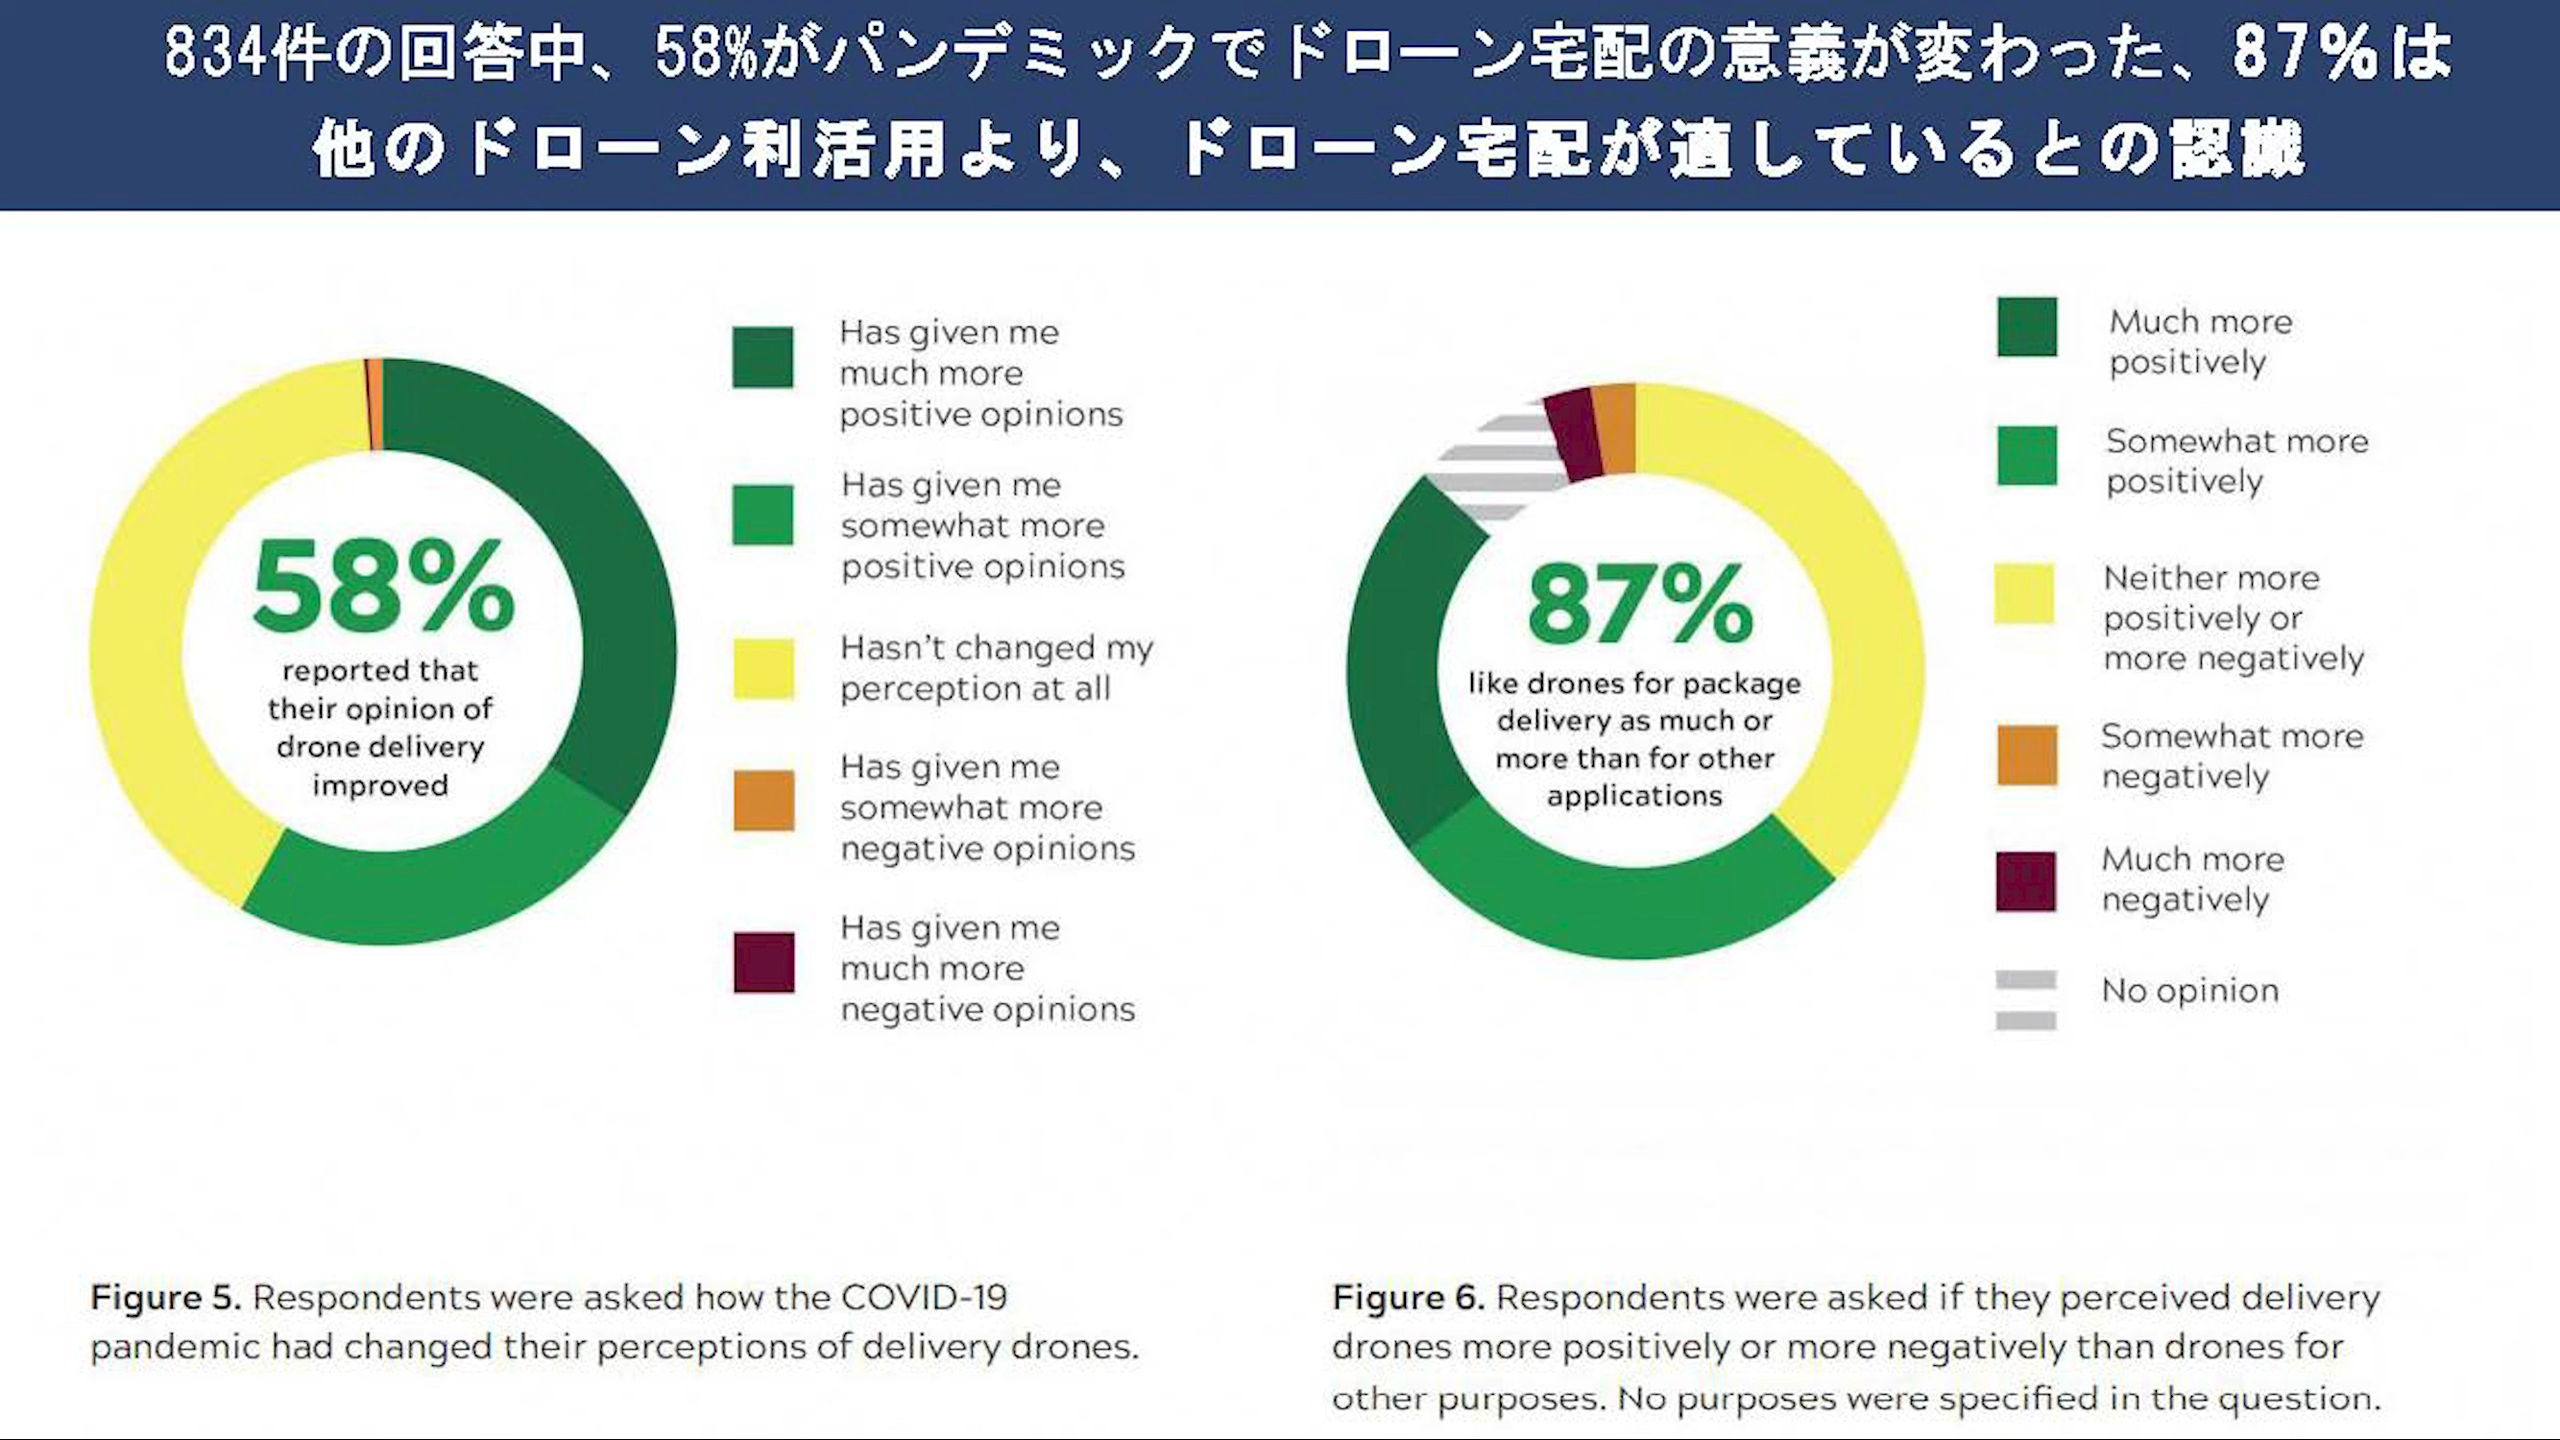 834件の回答中、58%がパンデミックでドローン宅配の意義が変わった、87％は
他のドローン利活用より、ドローン宅配が適しているとの認識
58%
reported that
their opinion of
drone delivery
improved
Has given me
much more
positive opinions
Has given me
somewhat more
positive opinions
Hasn't changed my
perception at all
Has given me
somewhat more
negative opinions
Has given me
much more
negative opinions
Figure 5. Respondents were asked how the COVID-19
pandemic had changed their perceptions of delivery drones.
87%
like drones for package
delivery as much or
more than for other
applications
Much more
positively
Somewhat more
positively
Neither more
positively or
more negatively
Somewhat more
negatively
Much more
negatively
No opinion
Figure 6. Respondents were asked if they perceived delivery
drones more positively or more negatively than drones for
other purposes. No purposes were specified in the question.